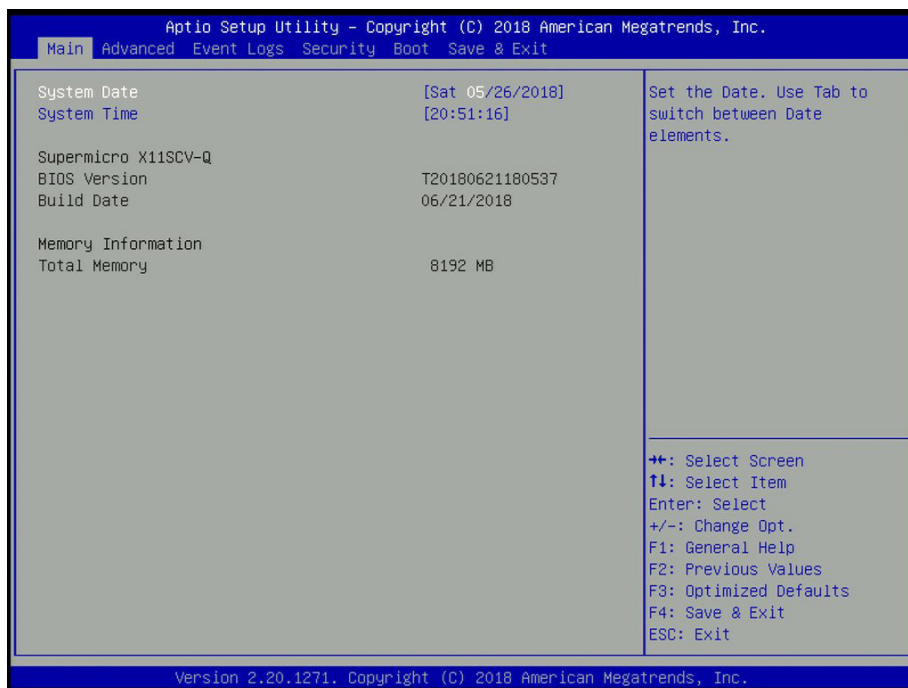 Aptio Setup Utility – Copyright (C) 2018 American Megatrends, Inc.
Main Advanced Event Logs Security Boot Save & Exit
System Date [Sat 05/26/2018]
System Time [20:51:16]
Supermicro X11SCV-Q
BIOS Version T20180621180537
Build Date 06/21/2018
Memory Information
Total Memory 8192 MB
Set the Date. Use Tab to
switch between Date
elements.
→←: Select Screen
↑↓: Select Item
Enter: Select
+/-: Change Opt.
F1: General Help
F2: Previous Values
F3: Optimized Defaults
F4: Save & Exit
ESC: Exit
Version 2.20.1271. Copyright (C) 2018 American Megatrends, Inc.